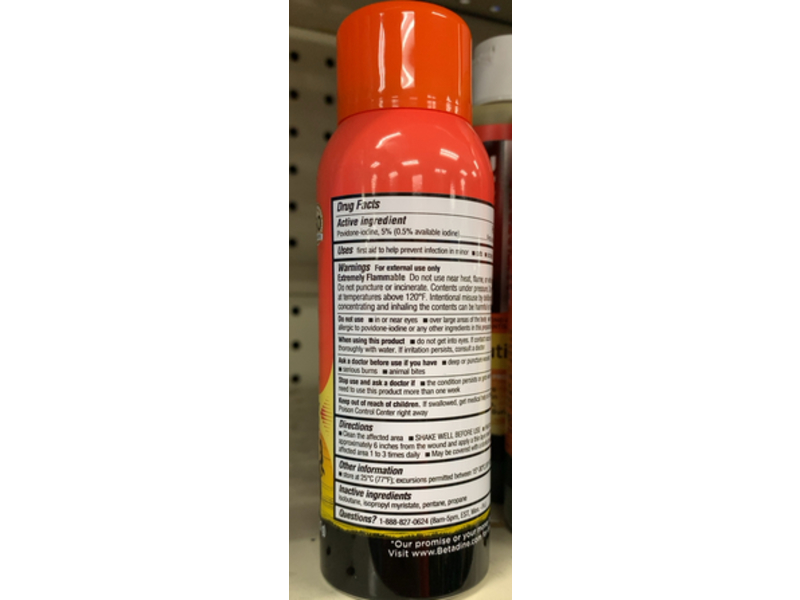 Drug Facts
Active ingredient
Povidone-iodine, 5% (0.5% available iodine)
Uses first aid to help prevent infection in minor
Warnings For external use only
Extremely Flammable Do not use near heat, flame,
Do not puncture or incinerate. Contents under pressure.
at temperatures above 120°F. Intentional misuse by
concentrating and inhaling the contents can be harmful
Do not use ■ in or near eyes ■ over large areas of the
allergic to povidone-iodine or any other ingredients in this
When using this product ■ do not get into eyes. If contact
thoroughly with water. If irritation persists, consult a
Ask a doctor before use if you have ■ deep or puncture
■ serious burns ■ animal bites
Stop use and ask a doctor if ■ the condition persists or
need to use this product more than one week
Keep out of reach of children. If swallowed, get medical
Poison Control Center right away
Directions
■ Clean the affected area ■ SHAKE WELL BEFORE USE ■
approximately 6 inches from the wound and apply a
affected area 1 to 3 times daily ■ May be covered with a
Other information
■ store at 25°C (77°F); excursions permitted between
Inactive ingredients
isobutane, isopropyl myristate, pentane, propane
Questions? 1-888-827-0624 (8am-5pm, EST,
*Our promise or your money
Visit www.Betadine.com